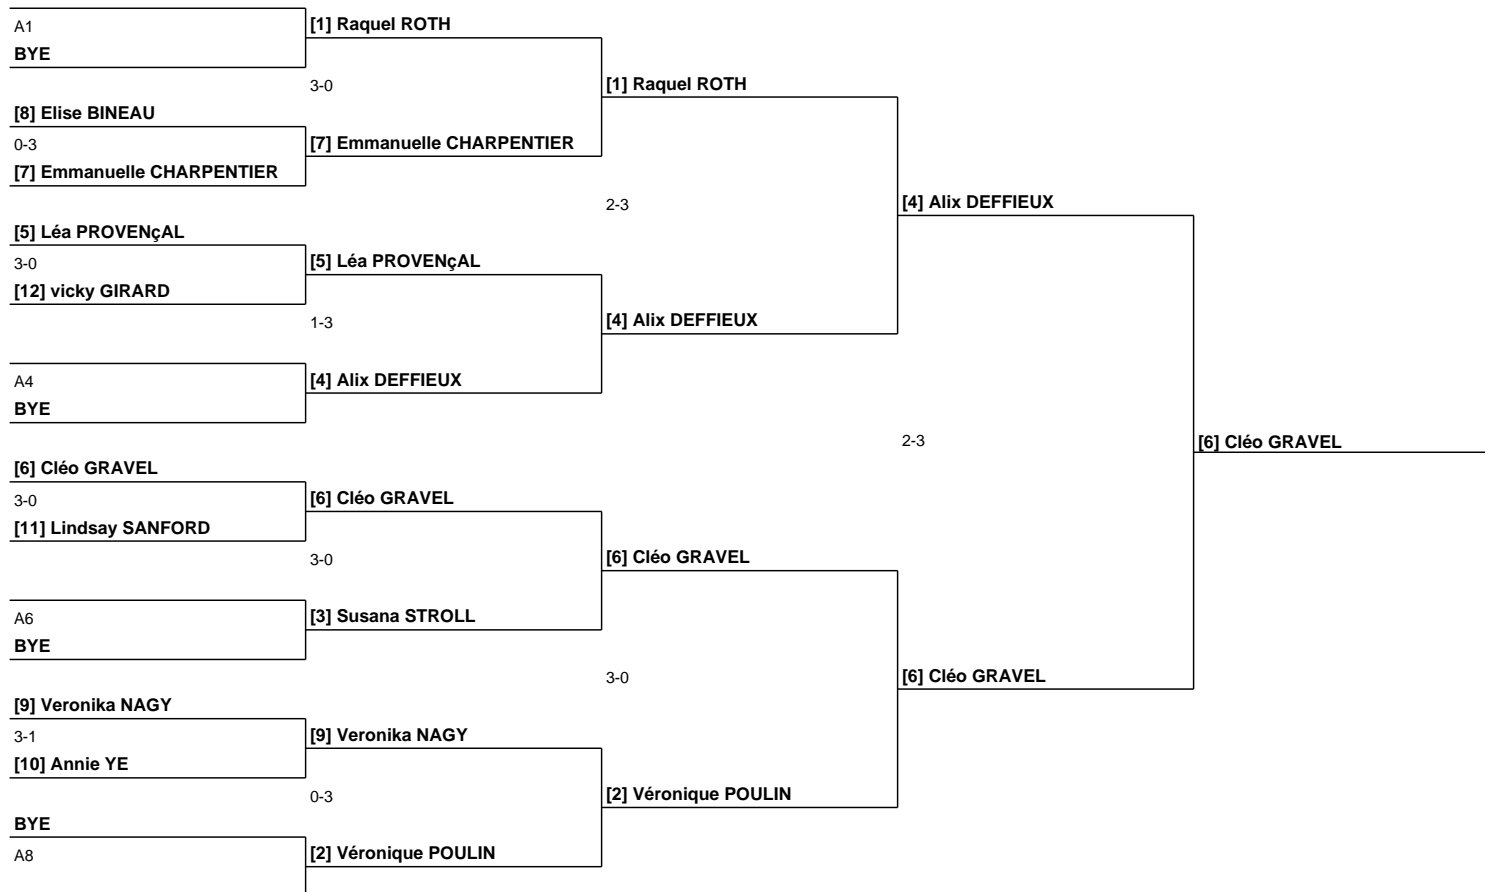 A1
BYE
[1] Raquel ROTH
3-0
[1] Raquel ROTH
[8] Elise BINEAU
0-3
[7] Emmanuelle CHARPENTIER
[7] Emmanuelle CHARPENTIER
2-3
[4] Alix DEFFIEUX
[5] Léa PROVENçAL
3-0
[12] vicky GIRARD
[5] Léa PROVENçAL
1-3
[4] Alix DEFFIEUX
A4
BYE
[4] Alix DEFFIEUX
2-3
[6] Cléo GRAVEL
[6] Cléo GRAVEL
3-0
[11] Lindsay SANFORD
[6] Cléo GRAVEL
3-0
[6] Cléo GRAVEL
A6
BYE
[3] Susana STROLL
3-0
[6] Cléo GRAVEL
[9] Veronika NAGY
3-1
[10] Annie YE
[9] Veronika NAGY
0-3
[2] Véronique POULIN
BYE
A8
[2] Véronique POULIN